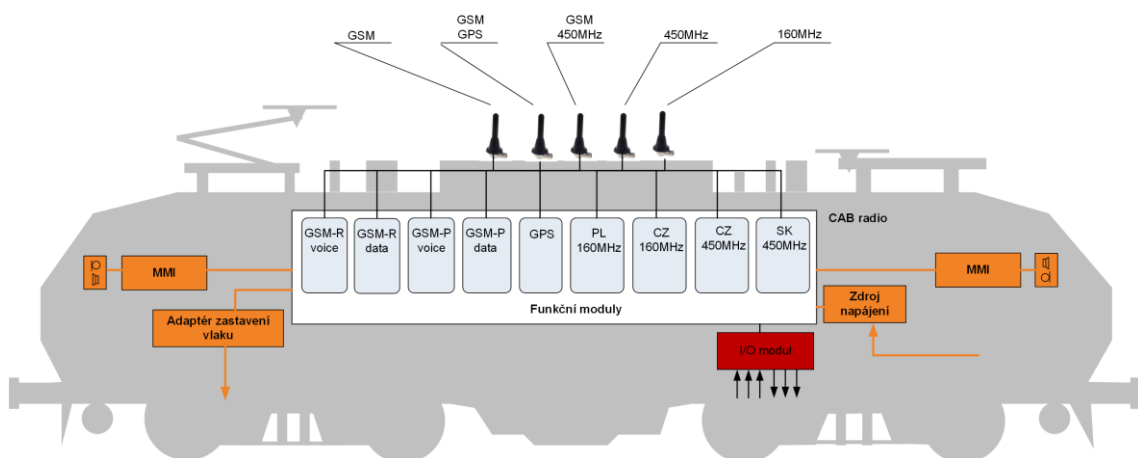 GSM
GSM
GPS
GSM
450MHz
450MHz
160MHz
CAB radio
GSM-R
voice
GSM-R
data
GSM-P
voice
GSM-P
data
GPS
PL
160MHz
CZ
160MHz
CZ
450MHz
SK
450MHz
Funkční moduly
MMI
MMI
Adaptér zastavení
vlaku
Zdroj
napájení
I/O moduł